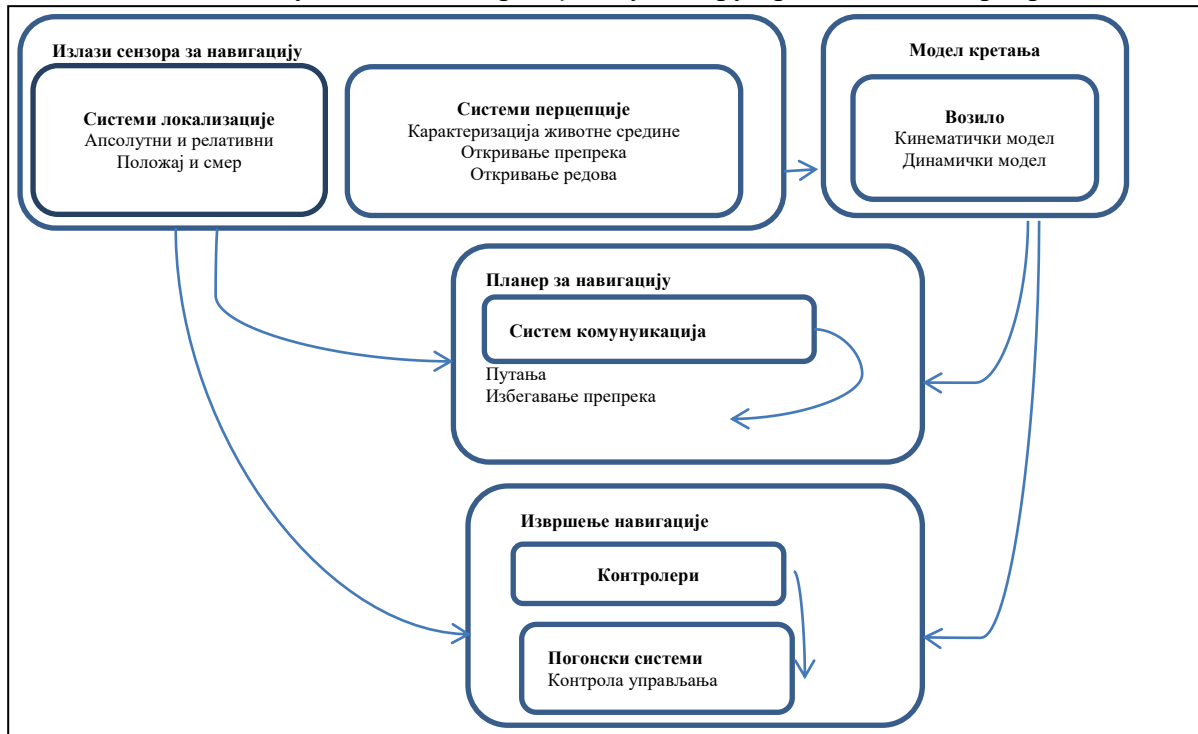 Излази сензора за навигацију
Системи локализације
Апсолутни и релативни
Положај и смер
Системи перцепције
Карактеризација животне средине
Откривање препрека
Откривање редова
Модел кретања
Возило
Кинематички модел
Динамички модел
Планер за навигацију
Систем комунуикација
Путања
Избегавање препрека
Извршење навигације
Контролери
Погонски системи
Контрола управљања